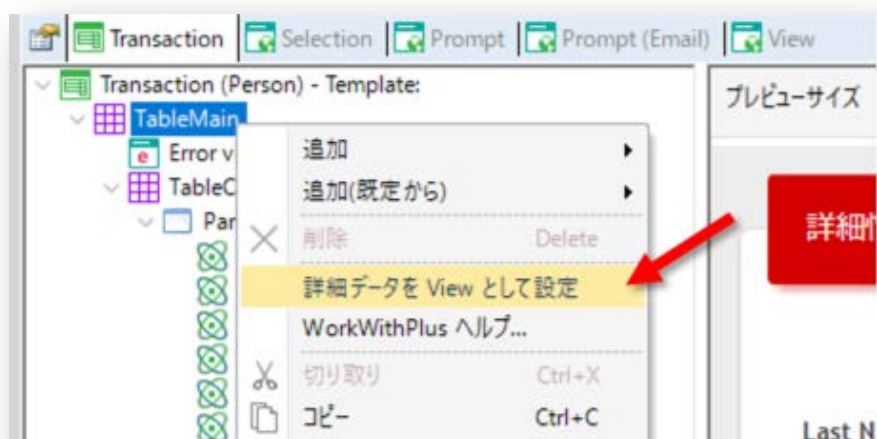 Transaction Selection Prompt Prompt (Email) View
Transaction (Person) - Template:
TableMain
Error v
TableC
Par
追加
追加(既定から)
削除 Delete
詳細データを View として設定
WorkWithPlus ヘルプ...
切り取り Ctrl+X
コピー Ctrl+C
プレビューサイズ
詳細
Last N